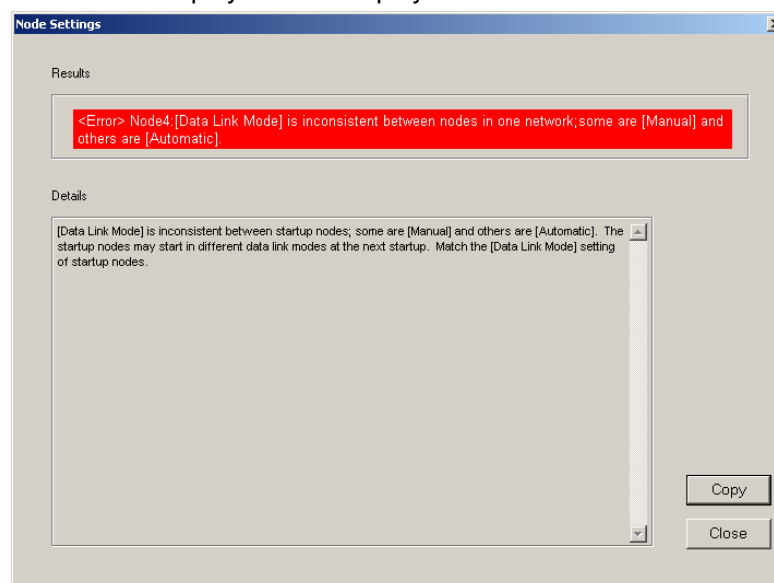 Node Settings
Results
<Error> Node4:[Data Link Mode] is inconsistent between nodes in one network;some are [Manual] and
others are [Automatic].
Details
[Data Link Mode] is inconsistent between startup nodes; some are [Manual] and others are [Automatic].  The
startup nodes may start in different data link modes at the next startup.  Match the [Data Link Mode] setting
of startup nodes.
Copy
Close